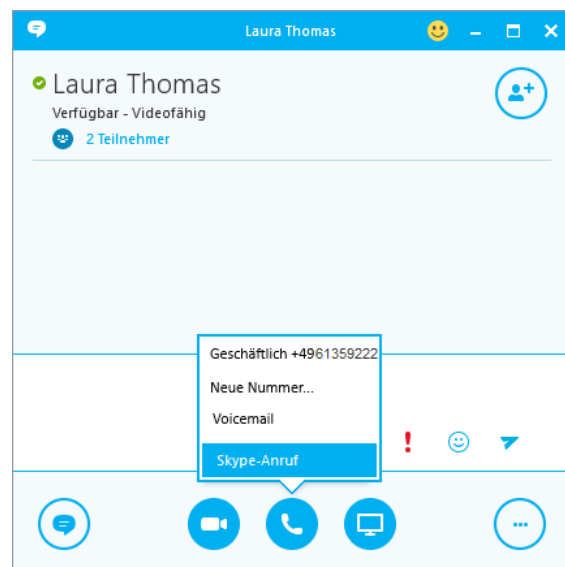 Laura Thomas
Laura Thomas
Verfügbar - Videofähig
2 Teilnehmer
Geschäftlich +4961359222
Neue Nummer...
Voicemail
Skype-Anruf